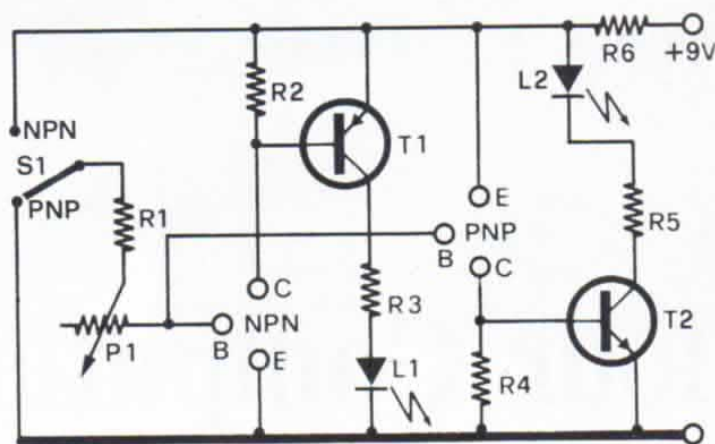 R6
+9V
R2
L2
NPN
T1
S1
E
PNP
R1
B PNP
R5
C
C
R3
B NPN
T2
P1
E
L1
R4